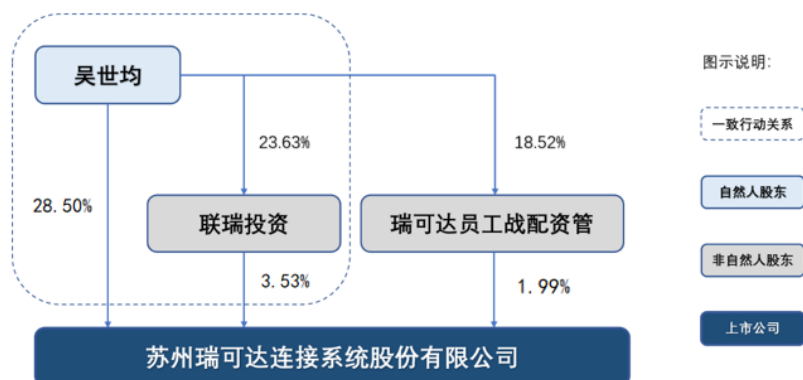 吴世均
图示说明:
一致行动关系
23.63%
18.52%
自然人股东
28.50%
联瑞投资
瑞可达员工战配资管
非自然人股东
3.53%
1.99%
上市公司
苏州瑞可达连接系统股份有限公司